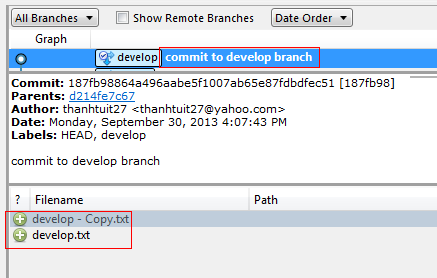 All Branches Show Remote Branches Date Order
Graph
develop commit to develop branch
Commit: 187fb98864a496aabe5f1007ab65e87fdbdfec51 [187fb98]
Parents: d214fe7c67
Author: thanhtuit27 <thanhtuit27@yahoo.com>
Date: Monday, September 30, 2013 4:07:43 PM
Labels: HEAD, develop
commit to develop branch
? Filename Path
develop - Copy.txt
develop.txt